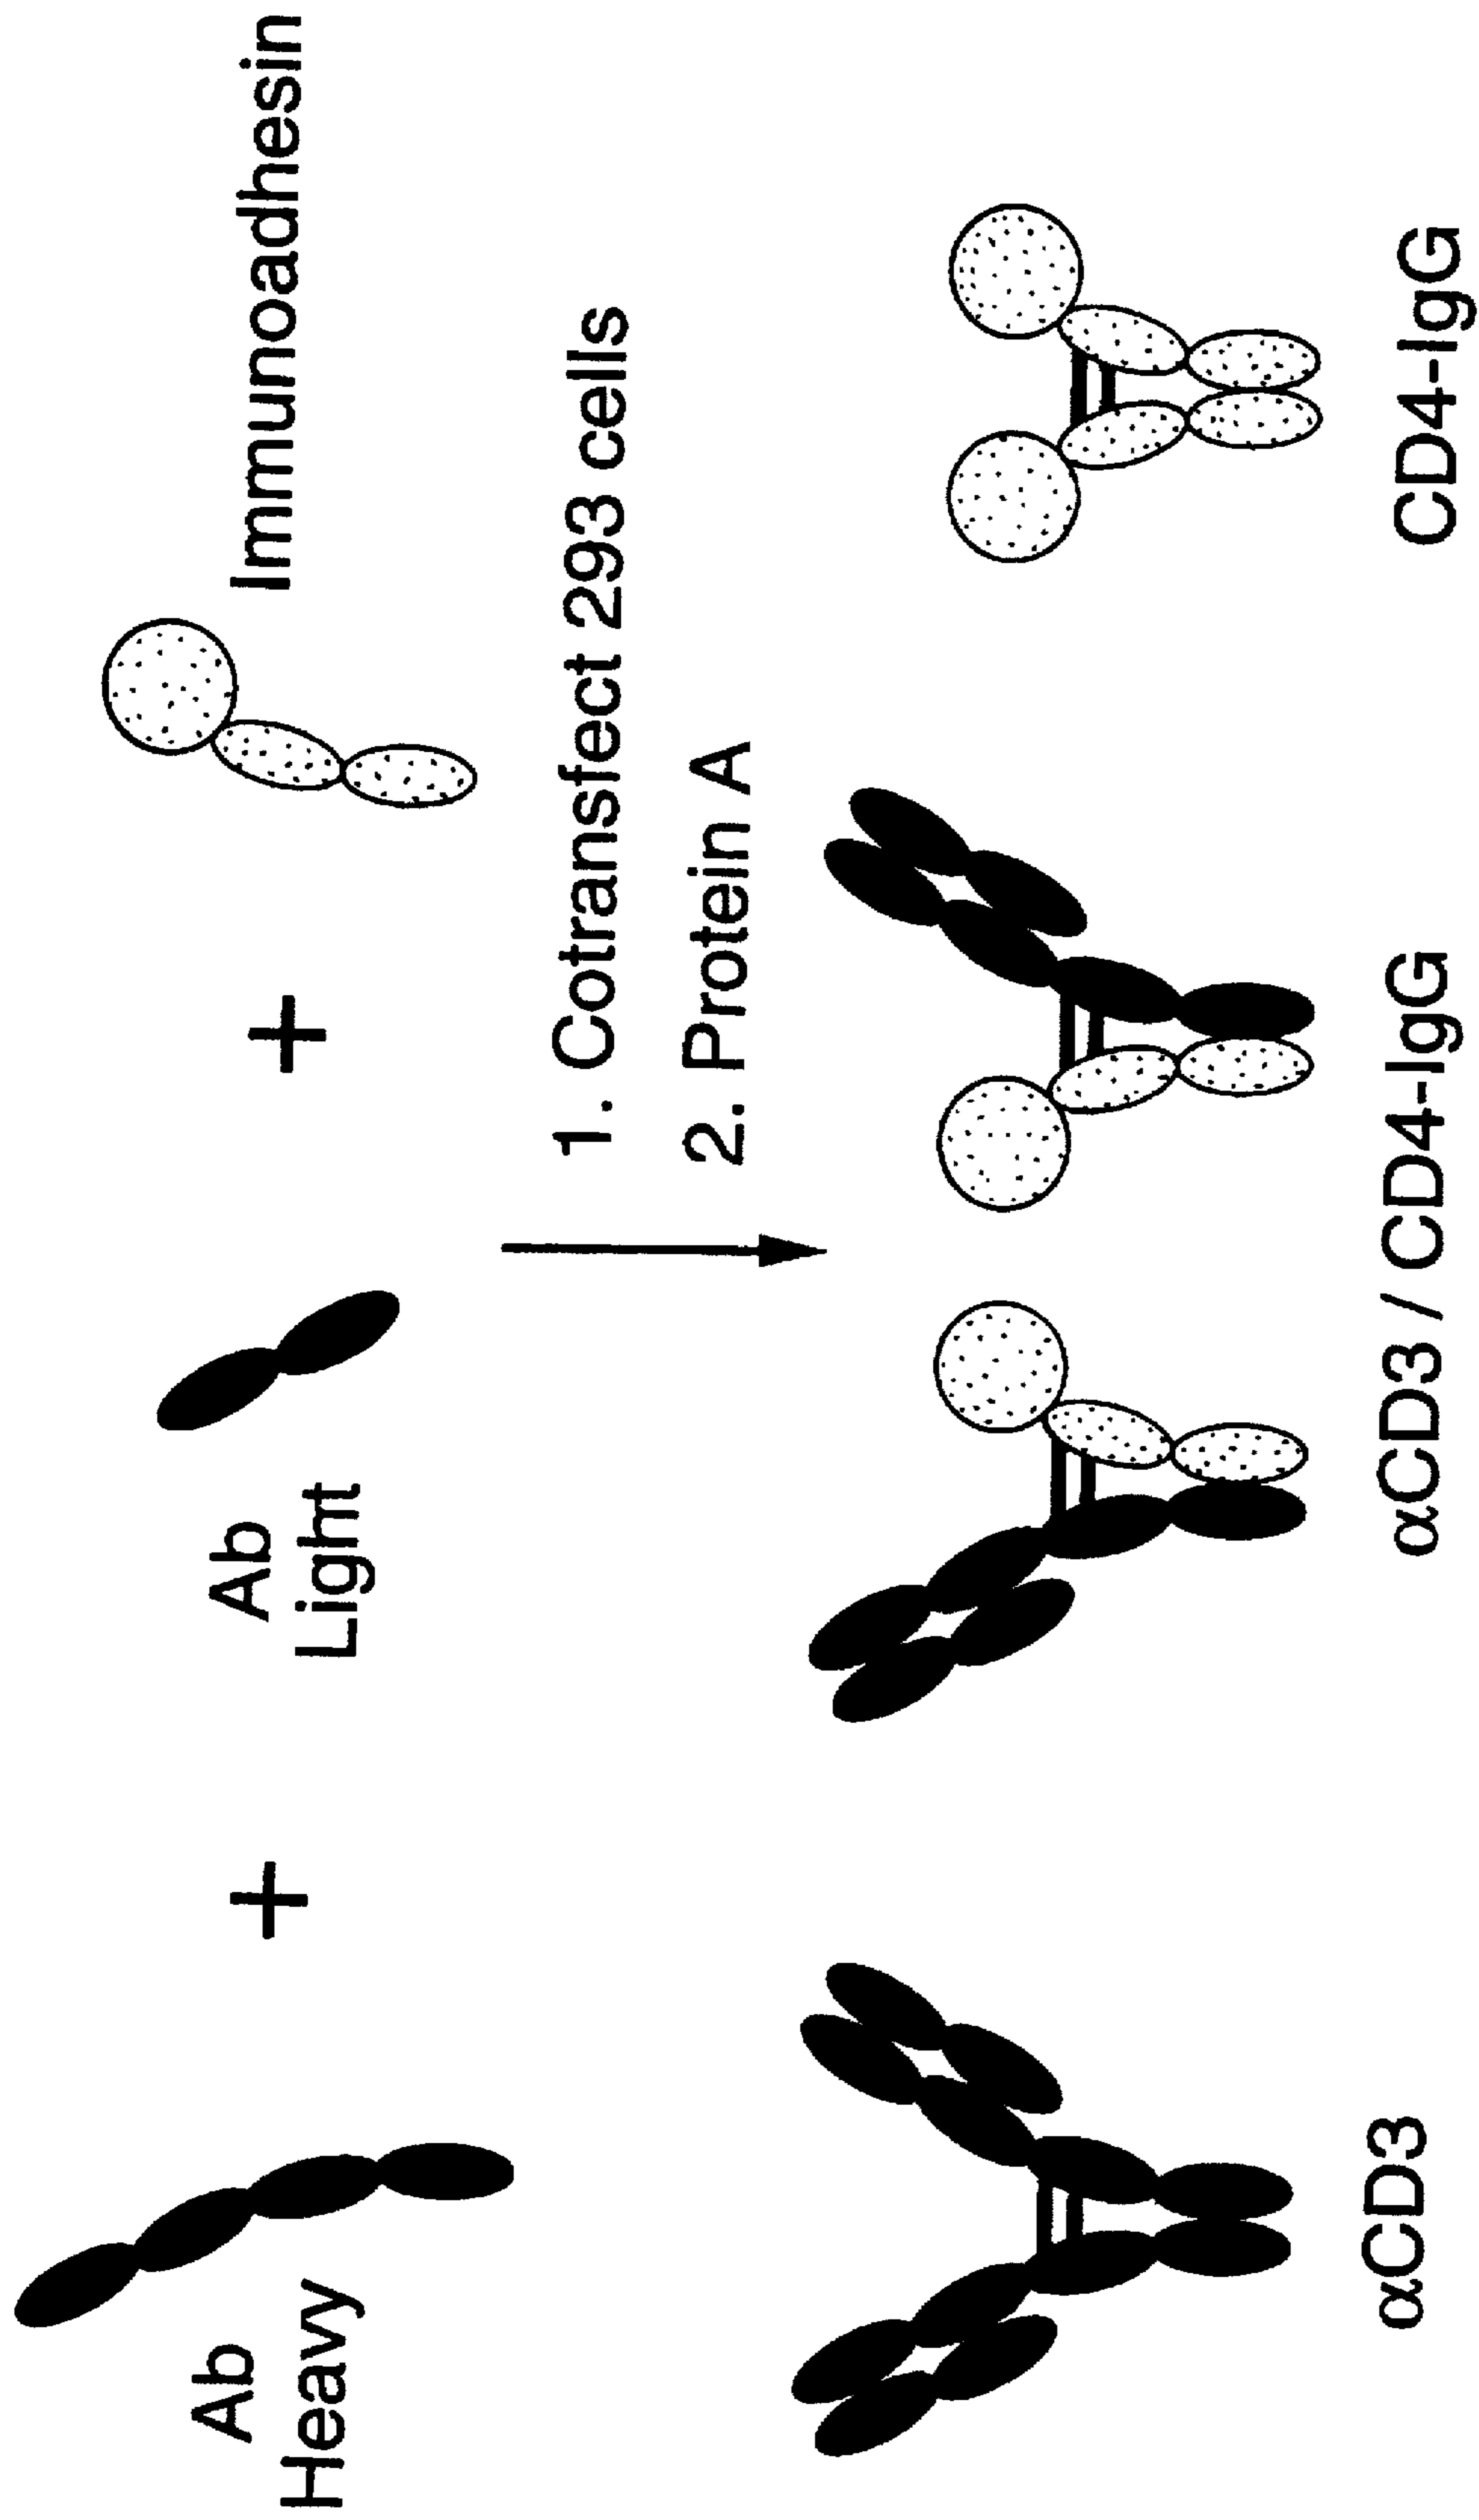 Ab
Heavy
+
Ab
Light
+
Immunoadhesin
1. Cotransfect 293 cells
2. Protein A
αCD3
αCD3 / CD4-IgG
CD4-IgG